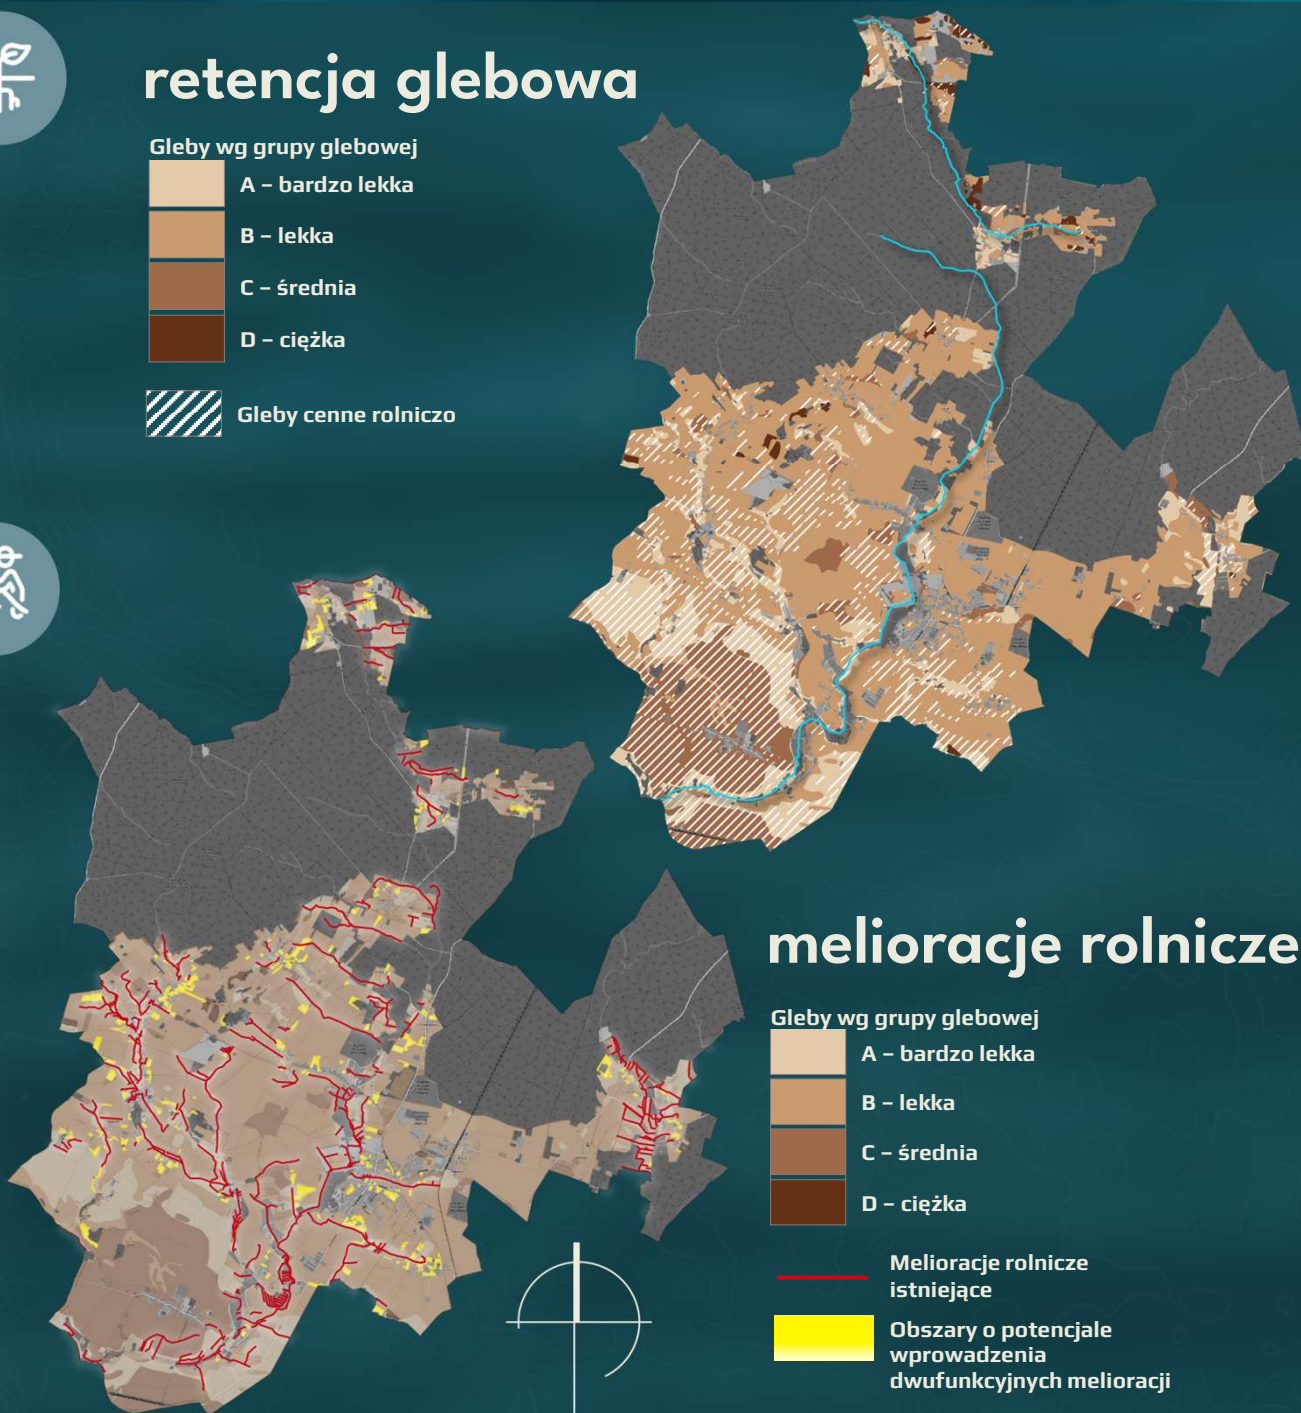 retencja glebowa
Gleby wg grupy glebowej
A – bardzo lekka
B – lekka
C – średnia
D – ciężka
Gleby cenne rolniczo
melioracje rolnicze
Gleby wg grupy glebowej
A – bardzo lekka
B – lekka
C – średnia
D – ciężka
Melioracje rolnicze
istniejące
Obszary o potencjale
wprowadzenia
dwufunkcyjnych melioracji